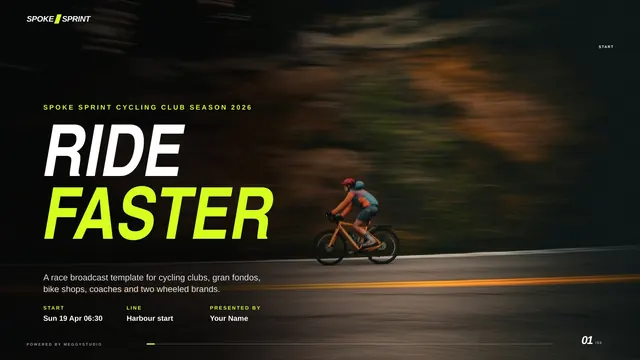 SPOKE SPRINT
START
SPOKE SPRINT CYCLING CLUB SEASON 2026
RIDE
FASTER
A race broadcast template for cycling clubs, gran fondos,
bike shops, coaches and two wheeled brands.
START LINE PRESENTED BY
Sun 19 Apr 06:30 Harbour start Your Name
POWERED BY MEGGYSTUDIO
01